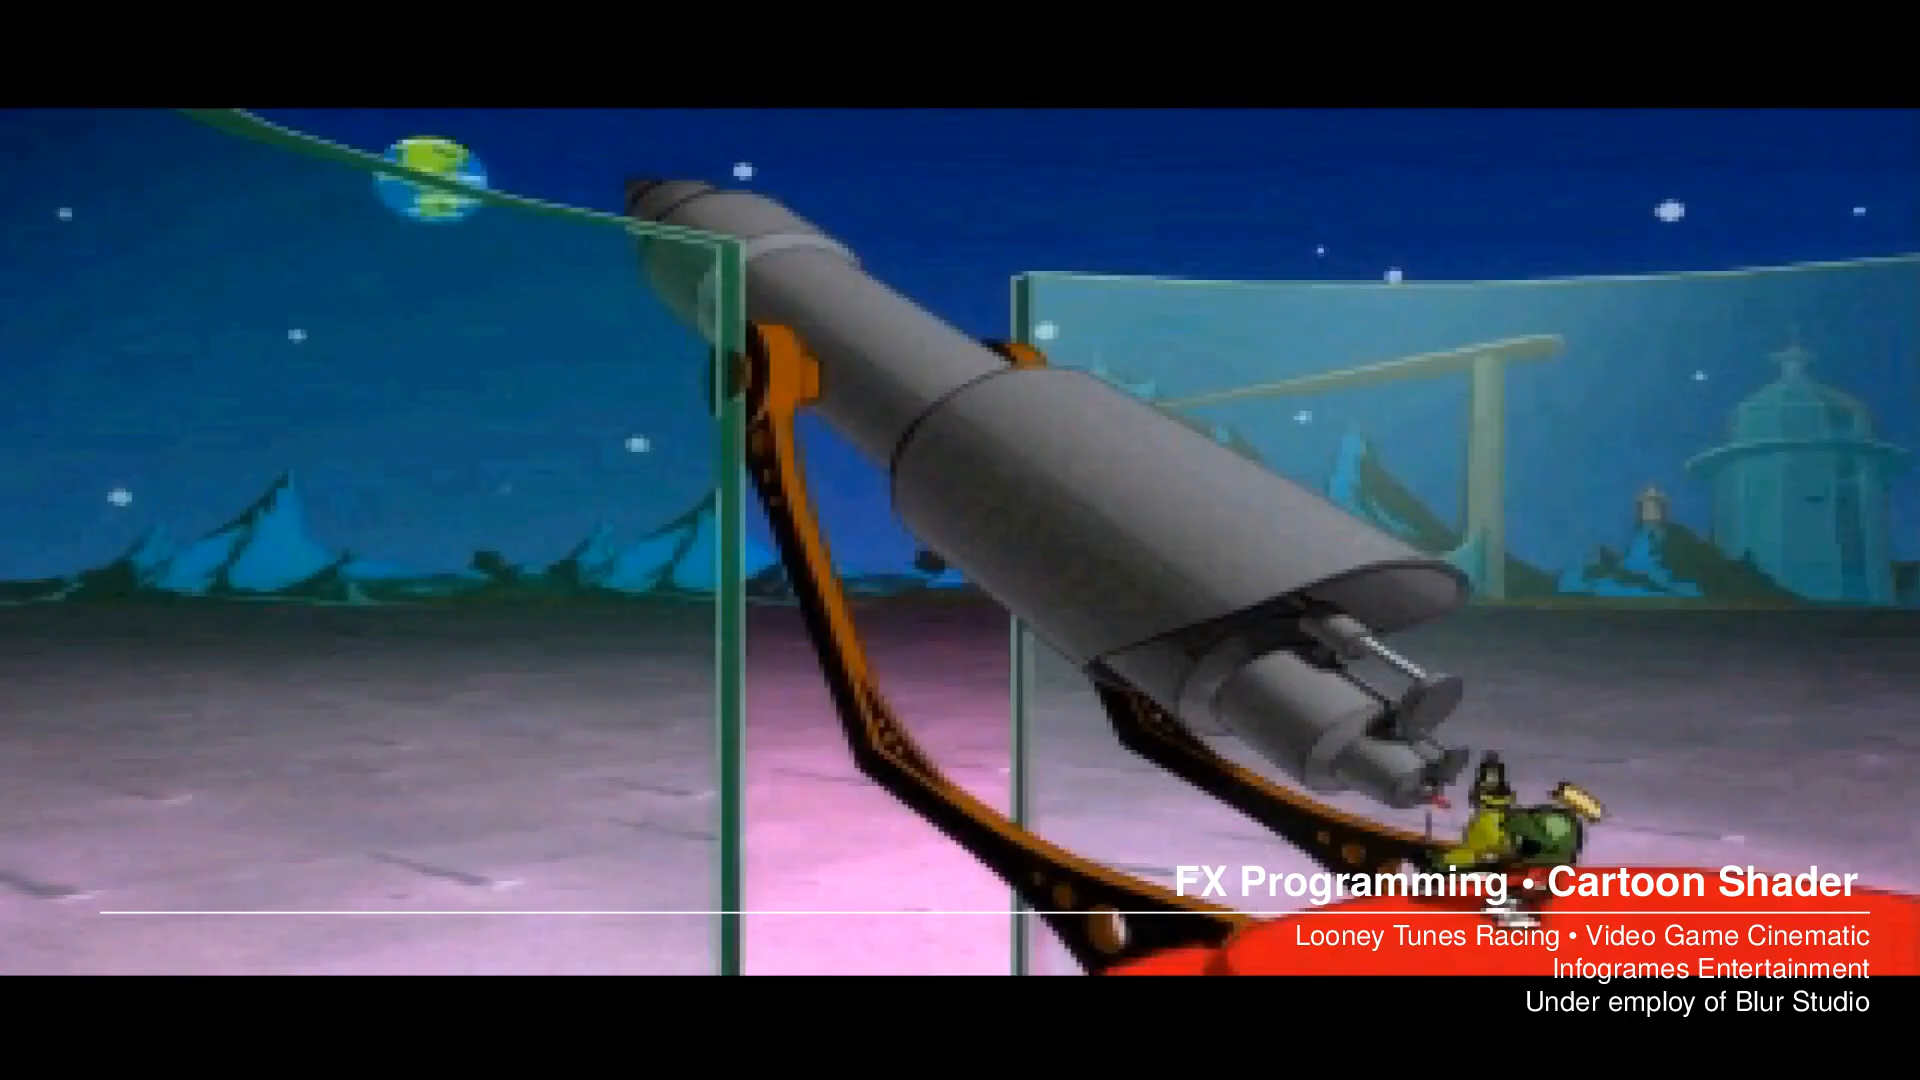 FX Programming • Cartoon Shader
Looney Tunes Racing • Video Game Cinematic
Infogrames Entertainment
Under employ of Blur Studio